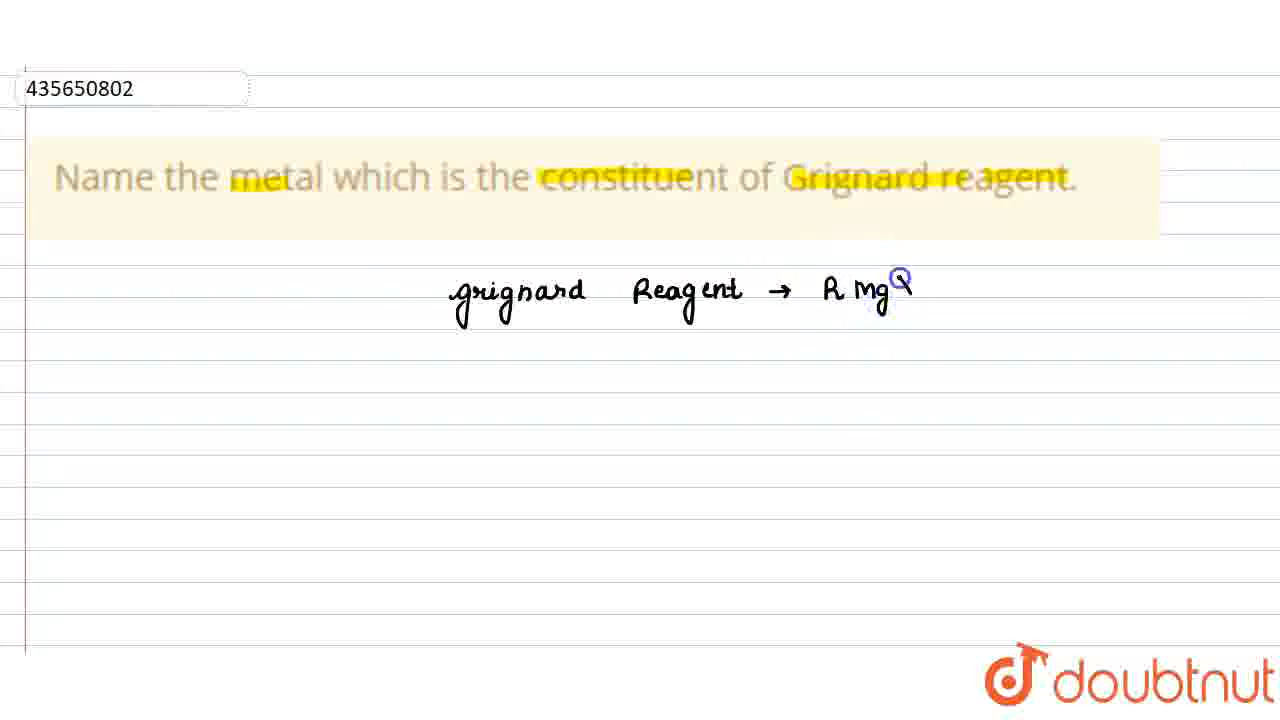 435650802
Name the metal which is the constituent of Grignard reagent.
grignard Reagent → R Mg
doubtnut